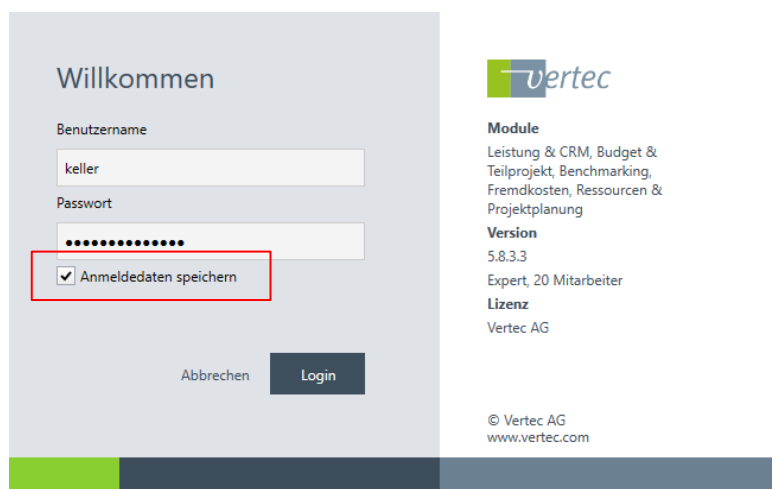 Willkommen
Benutzername
keller
Passwort
●●●●●●●●●●●●●●
Anmeldedaten speichern
Abbrechen
Login
vertec
Module
Leistung & CRM, Budget &
Teilprojekt, Benchmarking,
Fremdkosten, Ressourcen &
Projektplanung
Version
5.8.3.3
Expert, 20 Mitarbeiter
Lizenz
Vertec AG
© Vertec AG
www.vertec.com